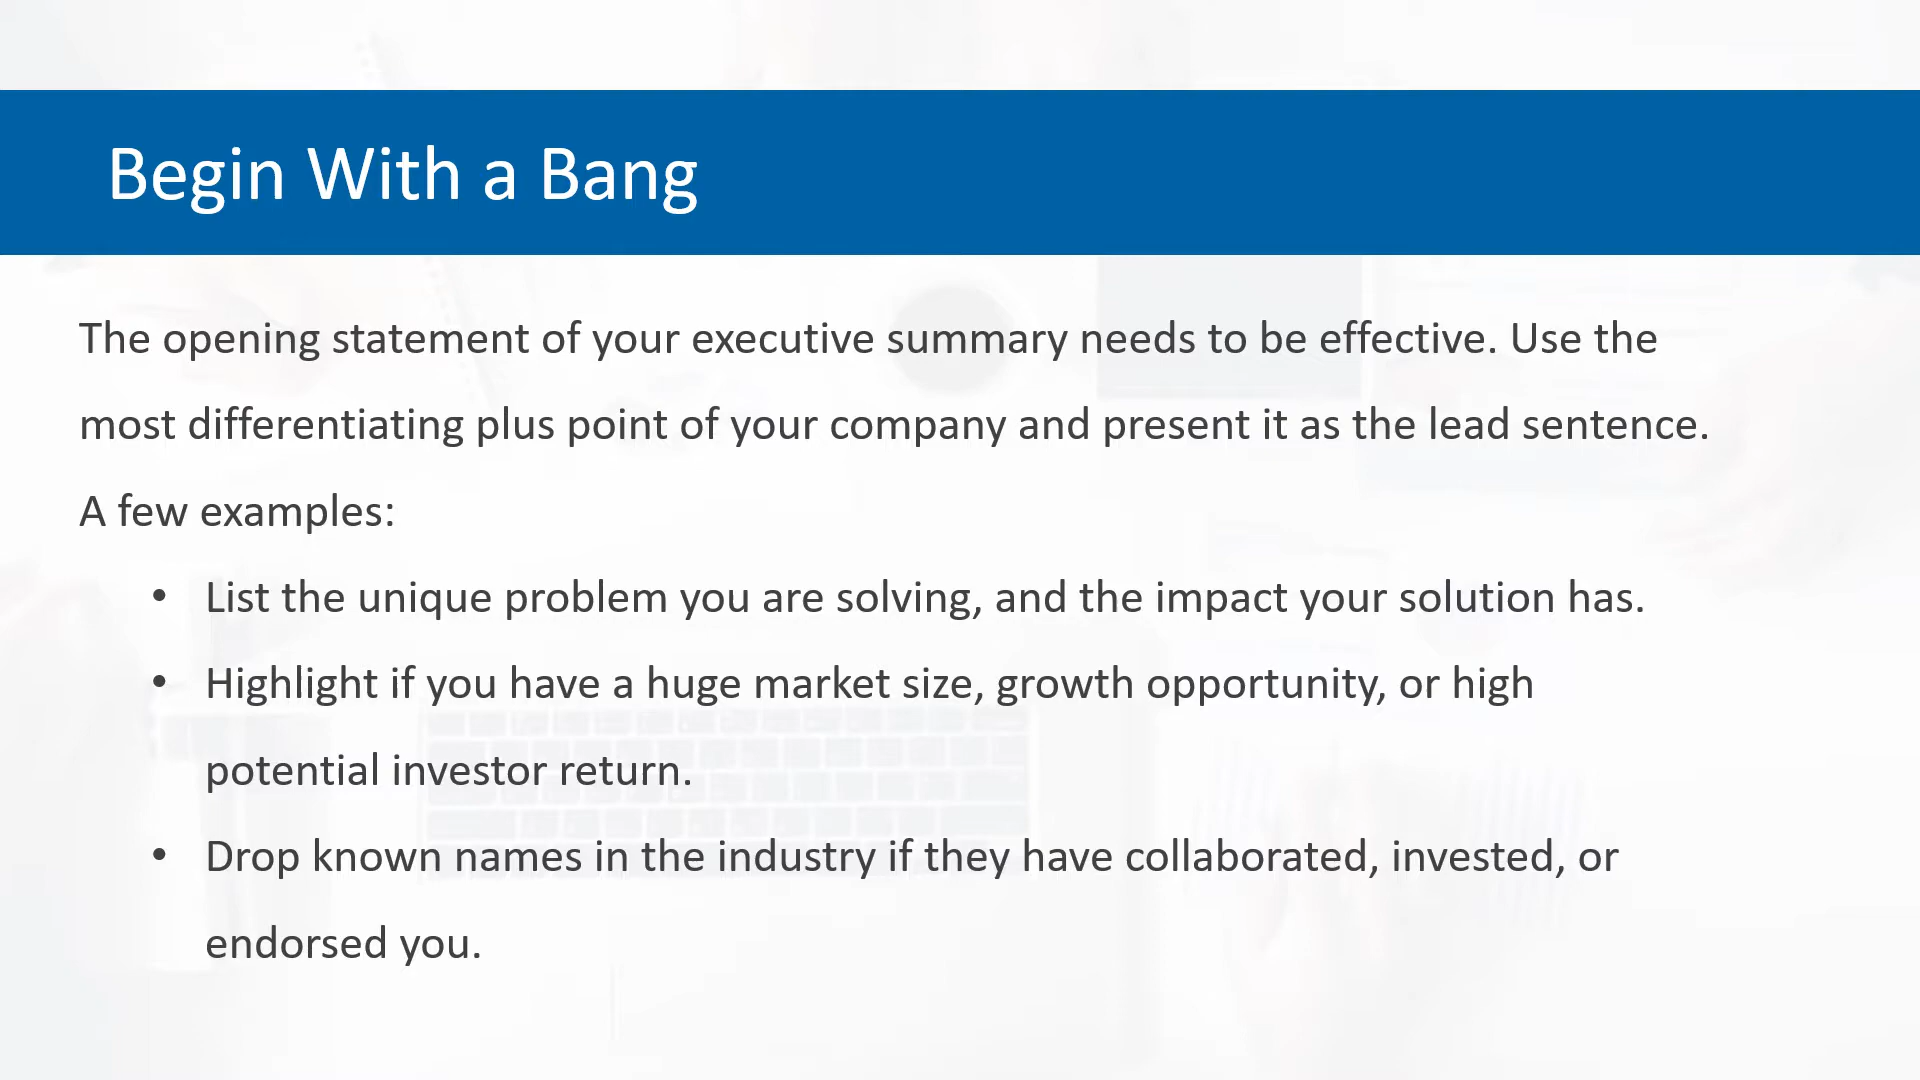 Begin With a Bang
The opening statement of your executive summary needs to be effective. Use the
most differentiating plus point of your company and present it as the lead sentence.
A few examples:
• List the unique problem you are solving, and the impact your solution has.
• Highlight if you have a huge market size, growth opportunity, or high
potential investor return.
• Drop known names in the industry if they have collaborated, invested, or
endorsed you.